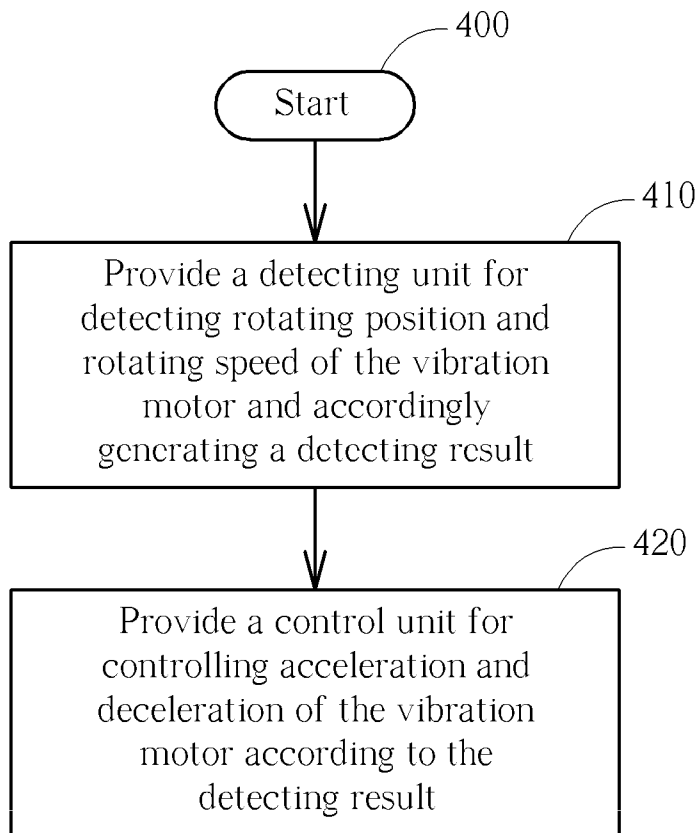 400
Start
410
Provide a detecting unit for
detecting rotating position and
rotating speed of the vibration
motor and accordingly
generating a detecting result
420
Provide a control unit for
controlling acceleration and
deceleration of the vibration
motor according to the
detecting result